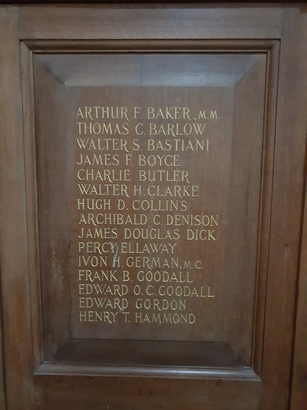 ARTHUR F. BAKER, M.M.
THOMAS C. BARLOW
WALTER S. BASTIANI
JAMES F. BOYCE
CHARLIE BUTLER
WALTER H. CLARKE
HUGH D. COLLINS
ARCHIBALD C. DENISON
JAMES DOUGLAS DICK
PERCY ELLAWAY
IVON H. GERMAN, M.C.
FRANK B. GOODALL
EDWARD O. C. GOODALL
EDWARD GORDON
HENRY T. HAMMOND